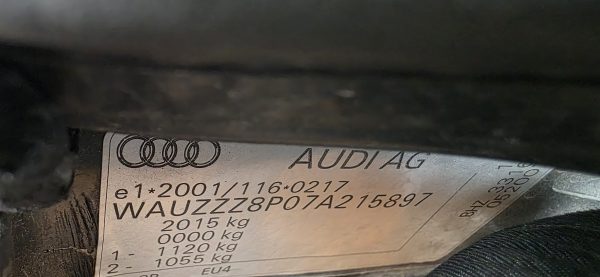 AUDI AG
e1*2001/116*0217
WAUZZZ8P07A215897
2015 kg
0000 kg
1- 1120 kg
2- 1055 kg
EU4